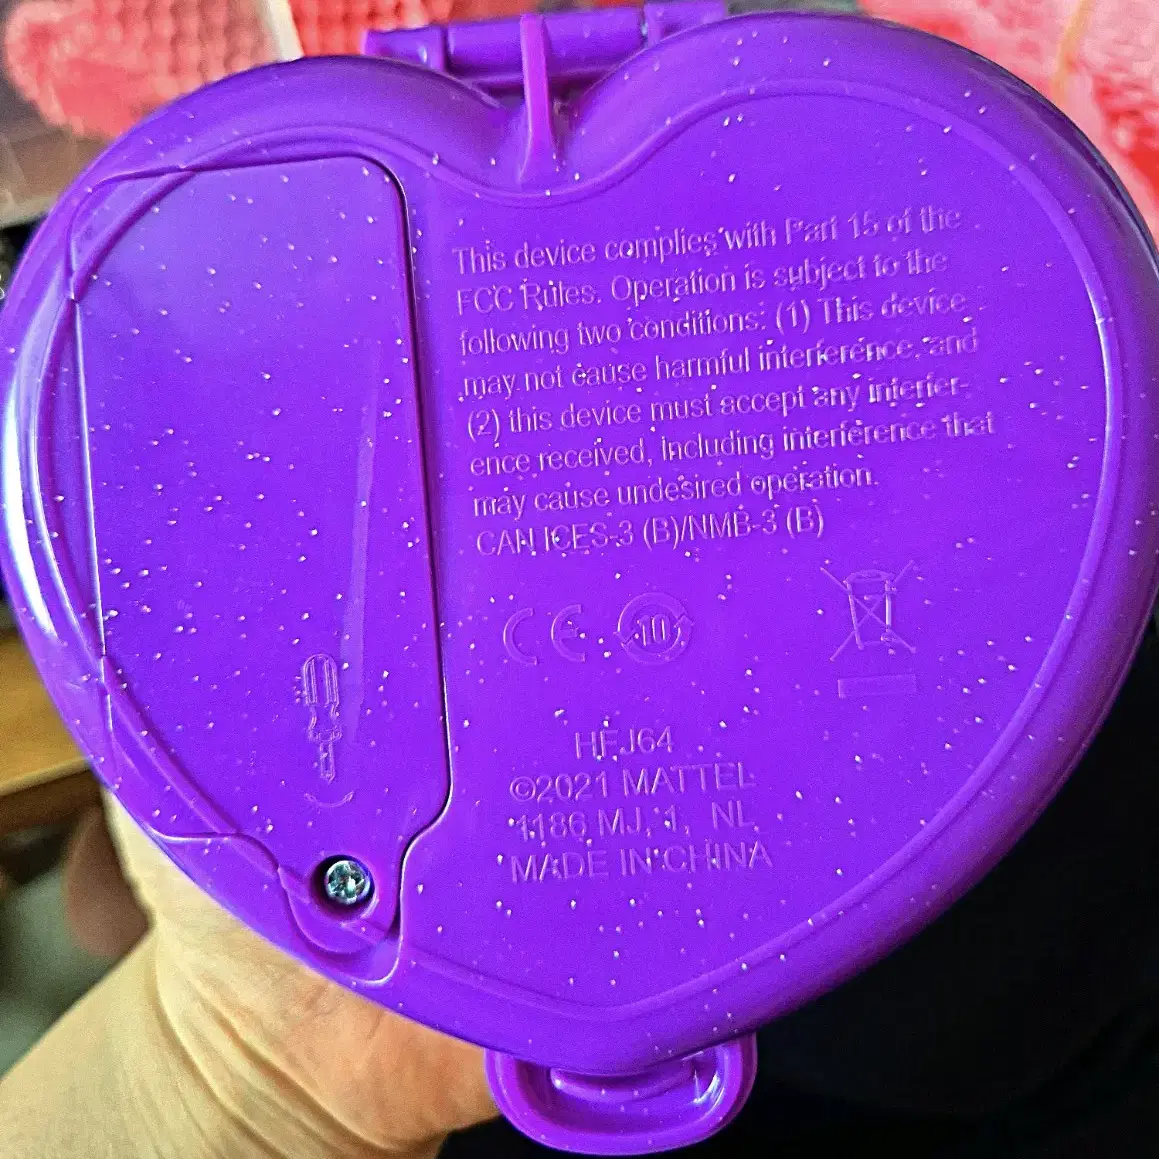 This device complies with Part 15 of the
FCC Rules. Operation is subject to the
following two conditions: (1) This device
may not cause harmful interference, and
(2) this device must accept any interfer-
ence received, including interference that
may cause undesired operation.
CAN ICES-3 (B)/NMB-3 (B)
CE 10
HFJ64
©2021 MATTEL
1186 MJ, 1, NL
MADE IN CHINA